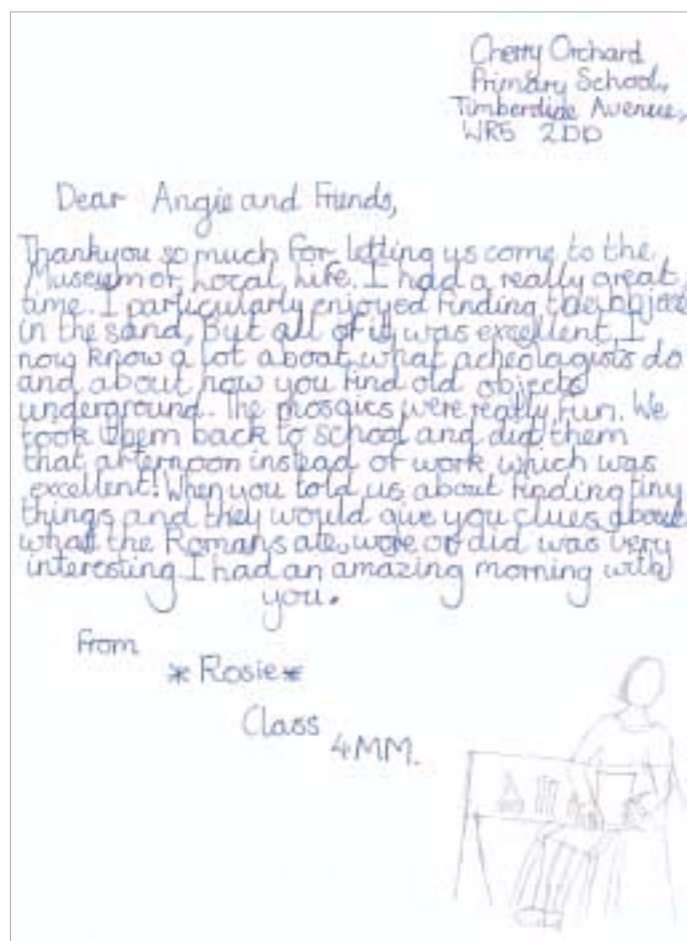 Cherry Orchard
Primary School,
Timberdine Avenue,
WR5 2DD
Dear Angie and Friends,
Thankyou so much for letting us come to the
Museum of Local Life. I had a really great
time. I particularly enjoyed finding the object
in the sand, But all of it was excellent, I
now know a lot about what acheolagists do
and about how you find old objects
underground. The mosaics were really fun. We
took them back to school and did them
that afternoon instead of work which was
excellent! When you told us about finding tiny
things and they would give you clues about
what the Romans ate, wore or did was very
interesting I had an amazing morning with
you.
From
*Rosie*
Class
4MM.